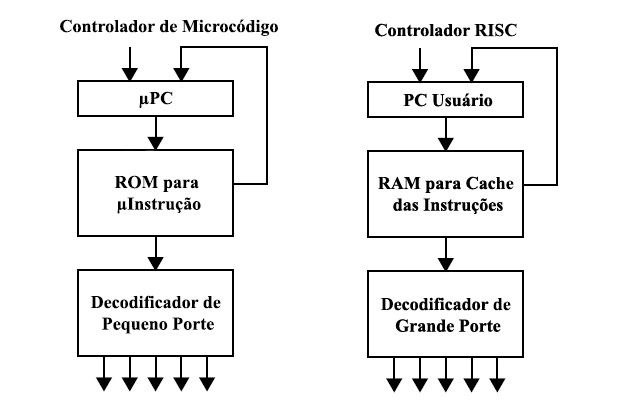 Controlador de Microcódigo
µPC
ROM para
µInstrução
Decodificador de
Pequeno Porte
Controlador RISC
PC Usuário
RAM para Cache
das Instruções
Decodificador de
Grande Porte